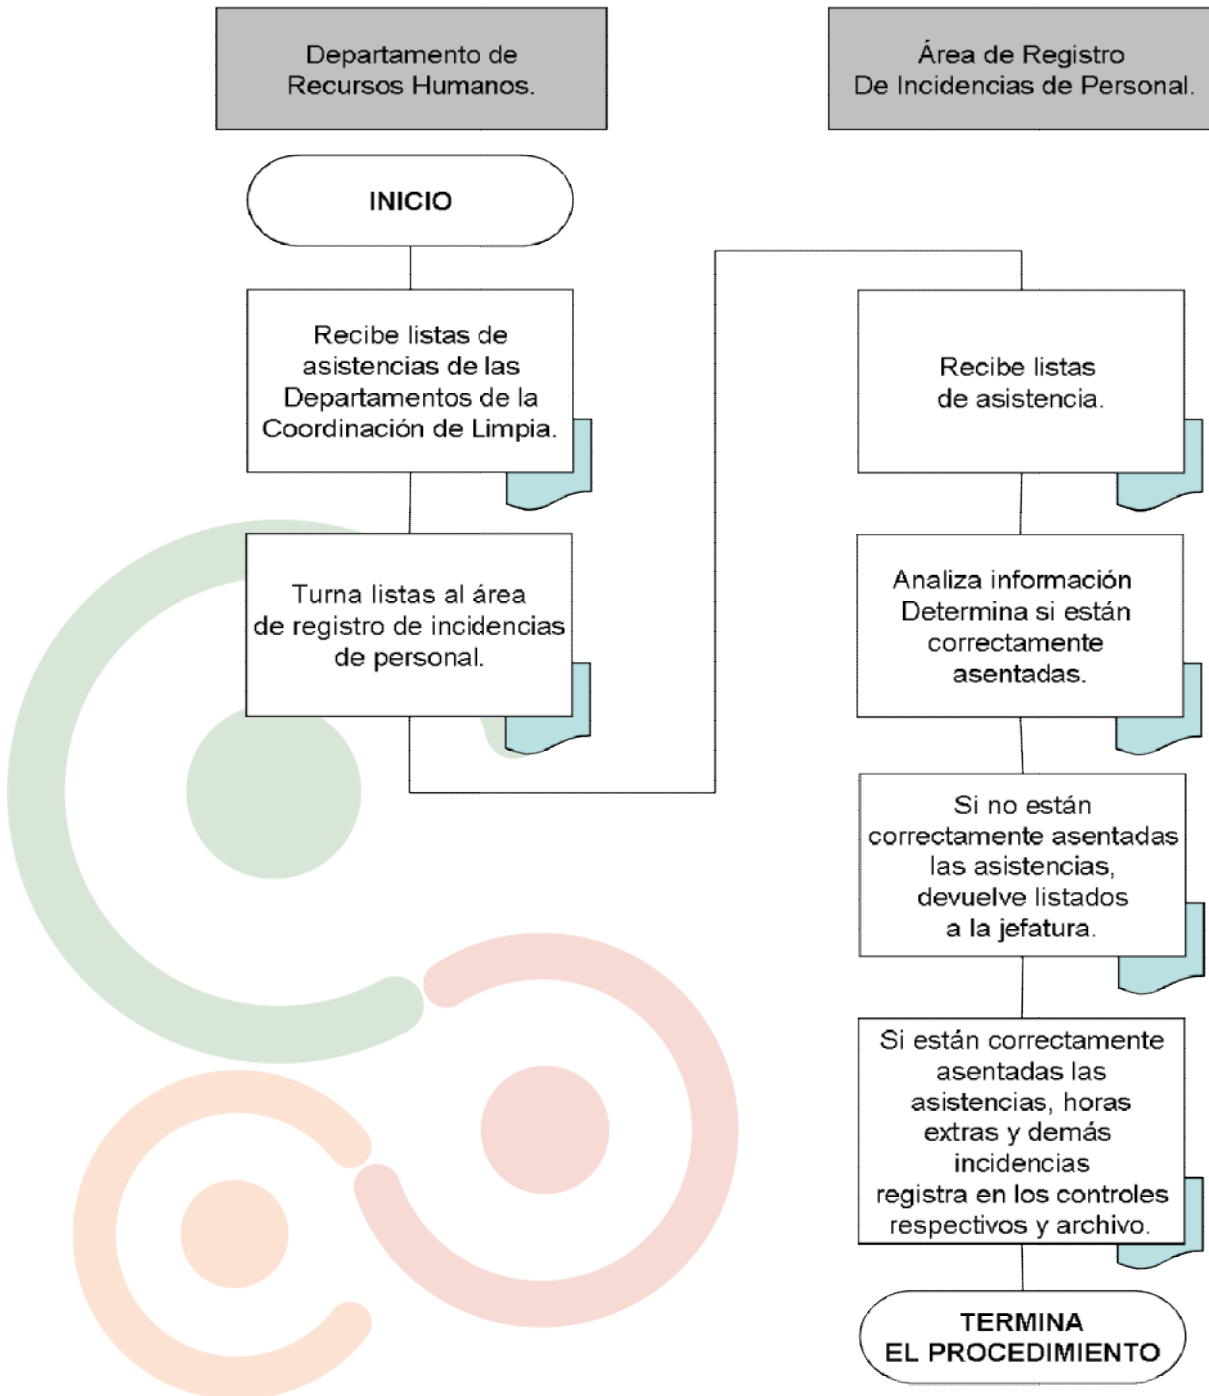 Departamento de
Recursos Humanos.
Área de Registro
De Incidencias de Personal.
INICIO
Recibe listas de
asistencias de las
Departamentos de la
Coordinación de Limpia.
Turna listas al área
de registro de incidencias
de personal.
Recibe listas
de asistencia.
Analiza información
Determina si están
correctamente
asentadas.
Si no están
correctamente asentadas
las asistencias,
devuelve listados
a la jefatura.
Si están correctamente
asentadas las
asistencias, horas
extras y demás
incidencias
registra en los controles
respectivos y archivo.
TERMINA
EL PROCEDIMIENTO